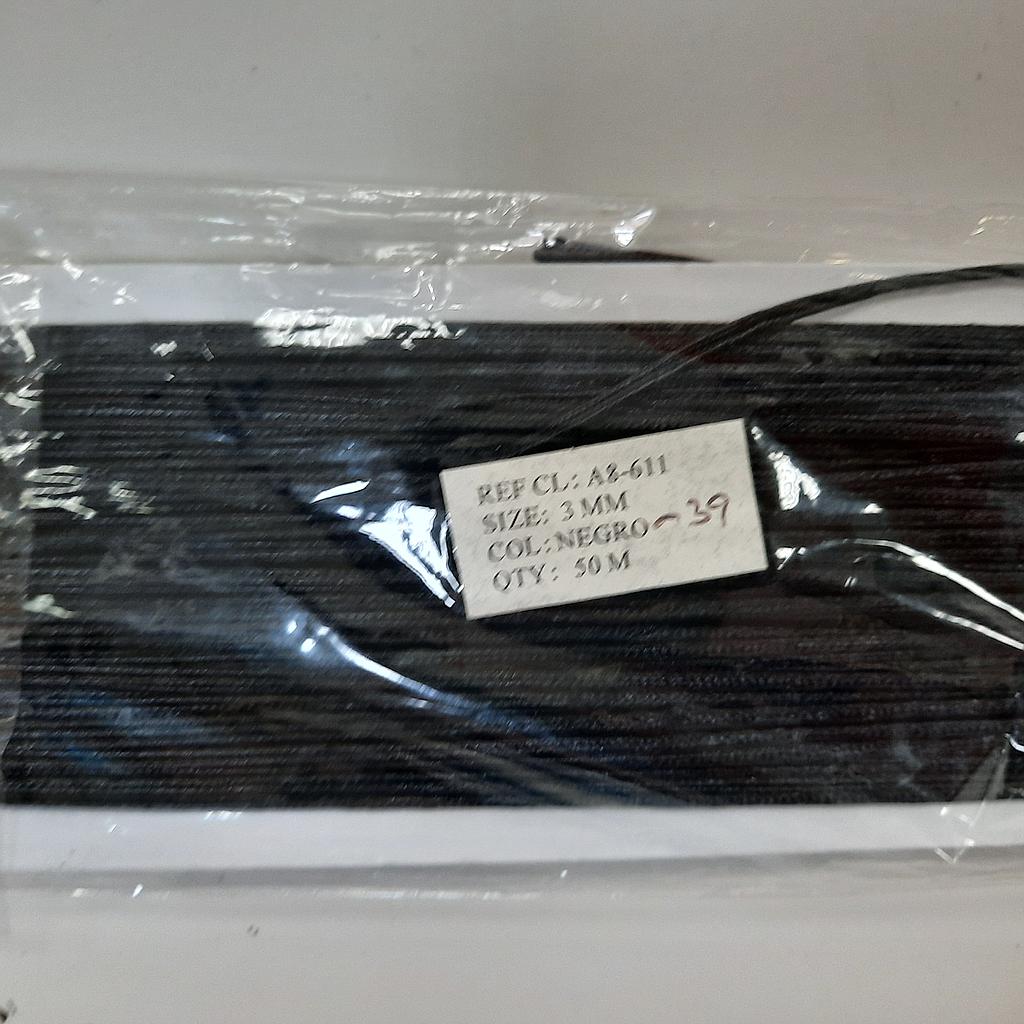 REF CL: A8-611
SIZE: 3 MM
COL: NEGRO - 39
QTY: 50 M